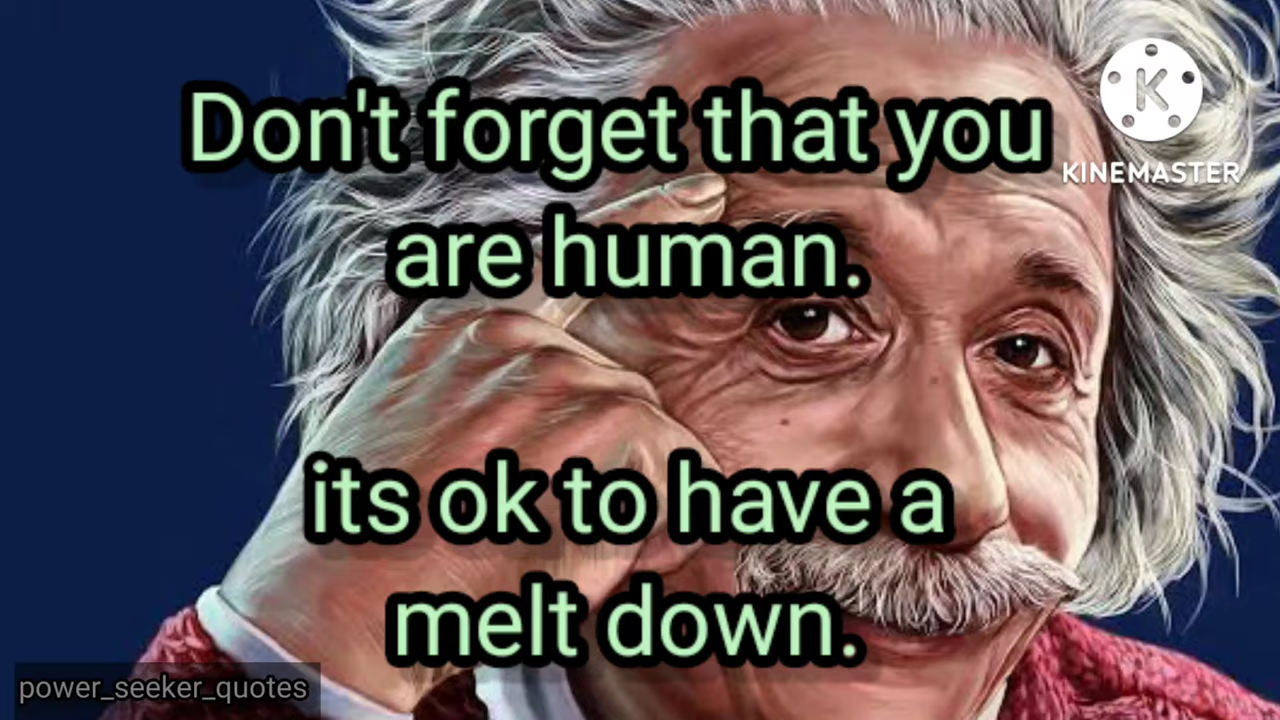 Don't forget that you
KINEMASTER
are human.
its ok to have a
melt down.
power_seeker_quotes